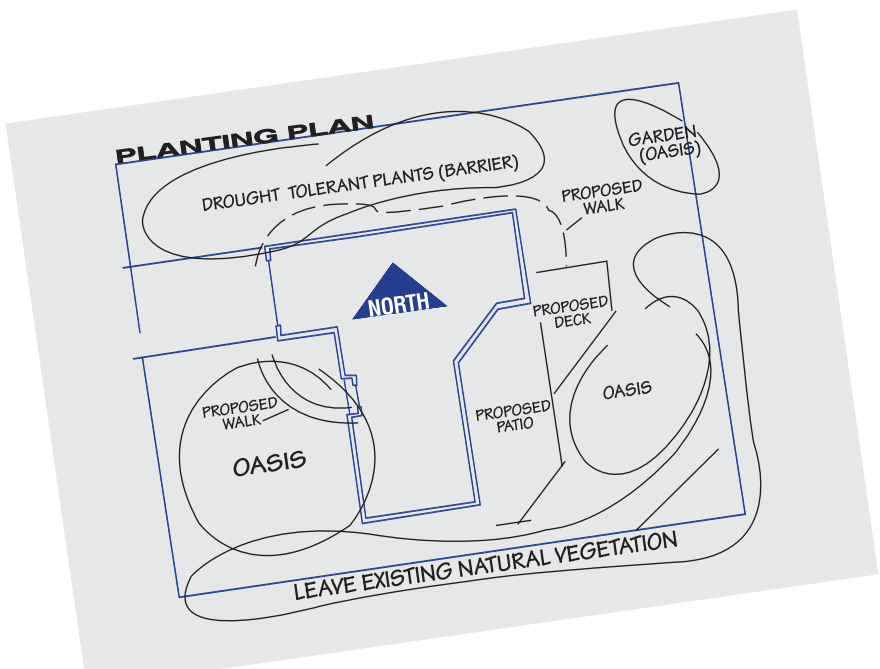 PLANTING PLAN
GARDEN
(OASIS)
DROUGHT TOLERANT PLANTS (BARRIER)
PROPOSED
WALK
NORTH
PROPOSED
DECK
OASIS
PROPOSED
WALK
PROPOSED
PATIO
OASIS
LEAVE EXISTING NATURAL VEGETATION